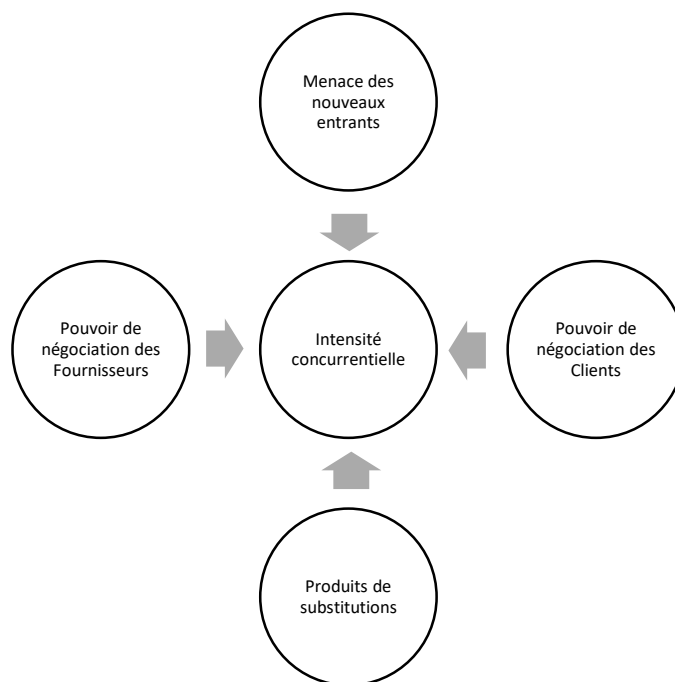 Menace des
nouveaux
entrants
Pouvoir de
négociation des
Fournisseurs
Intensité
concurrentielle
Pouvoir de
négociation des
Clients
Produits de
substitutions